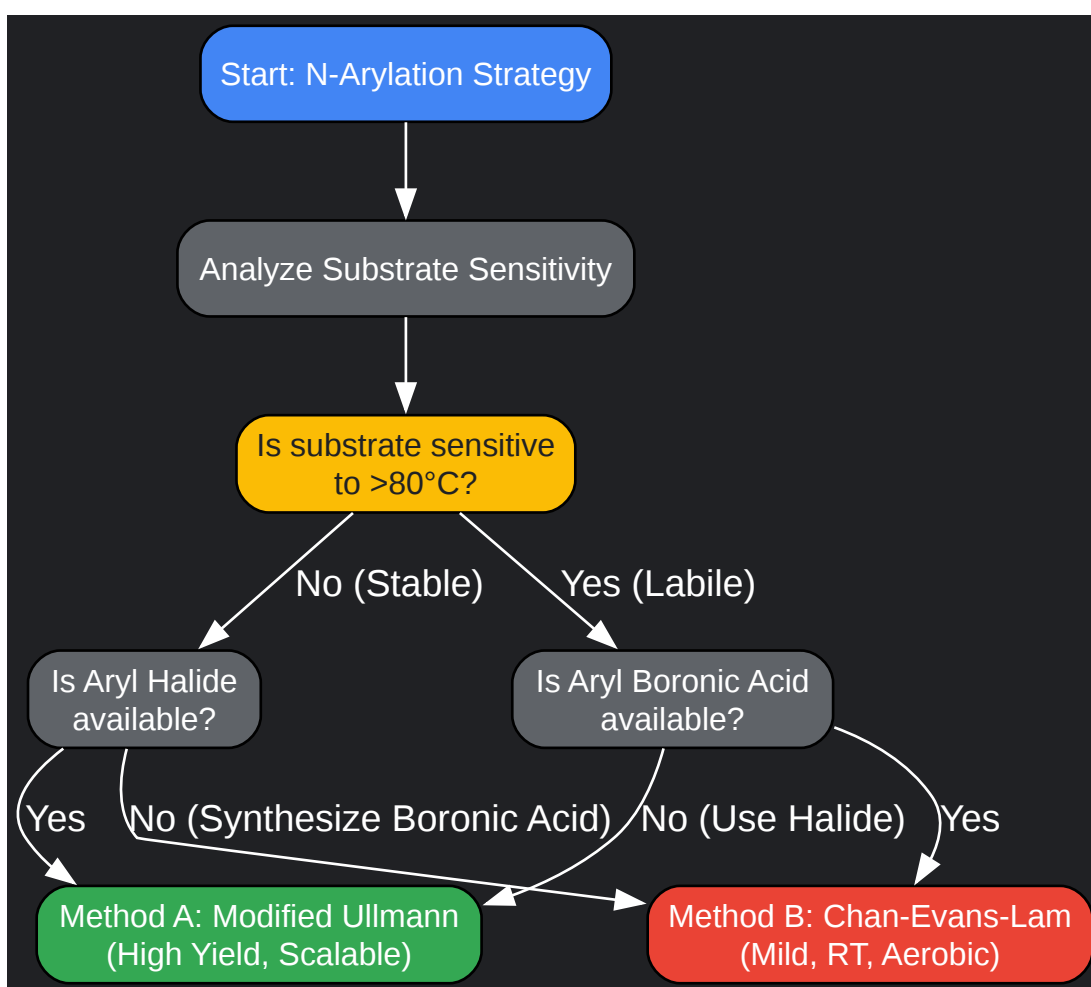 Start: N-Arylation Strategy
Analyze Substrate Sensitivity
Is substrate sensitive
to >80°C?
No (Stable)
Yes (Labile)
Is Aryl Halide
available?
Is Aryl Boronic Acid
available?
Yes
No (Synthesize Boronic Acid)
No (Use Halide)
Yes
Method A: Modified Ullmann
(High Yield, Scalable)
Method B: Chan-Evans-Lam
(Mild, RT, Aerobic)